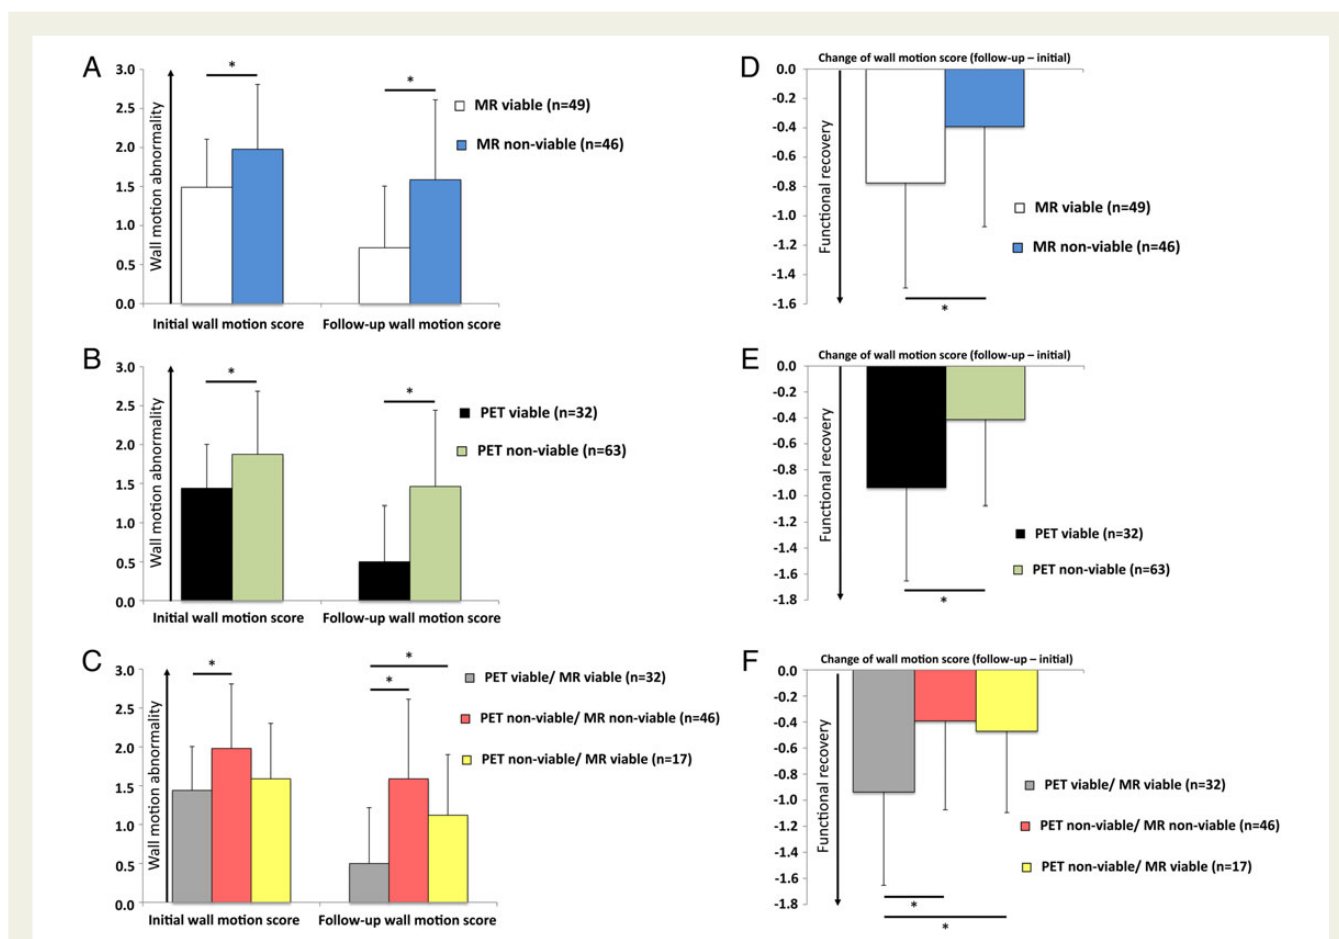 A
3.0
2.5
2.0
1.5
1.0
0.5
0.0
Wall motion abnormality
*
*
MR viable (n=49)
MR non-viable (n=46)
Initial wall motion score
Follow-up wall motion score
D
Change of wall motion score (follow-up – initial)
0.0
-0.2
-0.4
-0.6
-0.8
-1.0
-1.2
-1.4
-1.6
Functional recovery
MR viable (n=49)
MR non-viable (n=46)
*
B
3.0
2.5
2.0
1.5
1.0
0.5
0.0
Wall motion abnormality
*
*
PET viable (n=32)
PET non-viable (n=63)
Initial wall motion score
Follow-up wall motion score
E
Change of wall motion score (follow-up – initial)
0.0
-0.2
-0.4
-0.6
-0.8
-1.0
-1.2
-1.4
-1.6
-1.8
Functional recovery
PET viable (n=32)
PET non-viable (n=63)
*
C
3.0
2.5
2.0
1.5
1.0
0.5
0.0
Wall motion abnormality
*
*
*
PET viable/ MR viable (n=32)
PET non-viable/ MR non-viable (n=46)
PET non-viable/ MR viable (n=17)
Initial wall motion score
Follow-up wall motion score
F
Change of wall motion score (follow-up – initial)
0.0
-0.2
-0.4
-0.6
-0.8
-1.0
-1.2
-1.4
-1.6
-1.8
Functional recovery
PET viable/ MR viable (n=32)
PET non-viable/ MR non-viable (n=46)
PET non-viable/ MR viable (n=17)
*
*